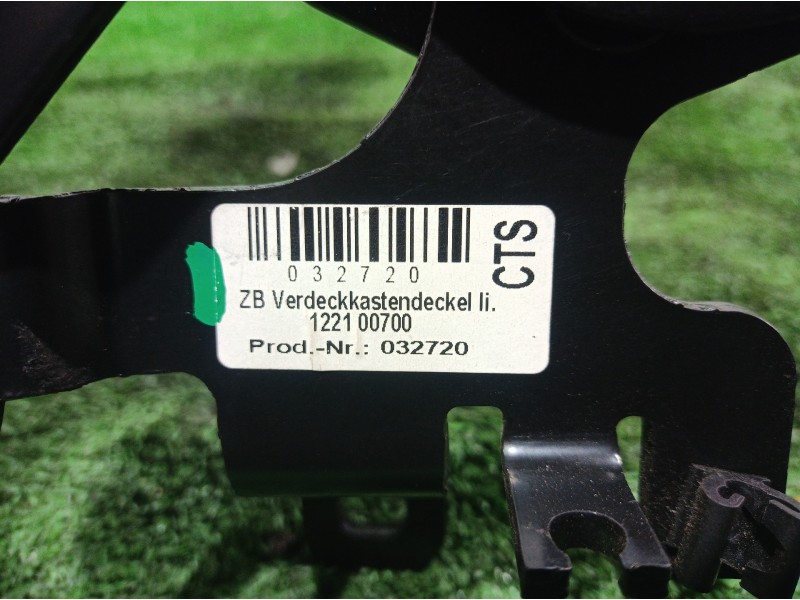 032720
CTS
ZB Verdeckkastendeckel li.
1221 00700
Prod.-Nr.: 032720